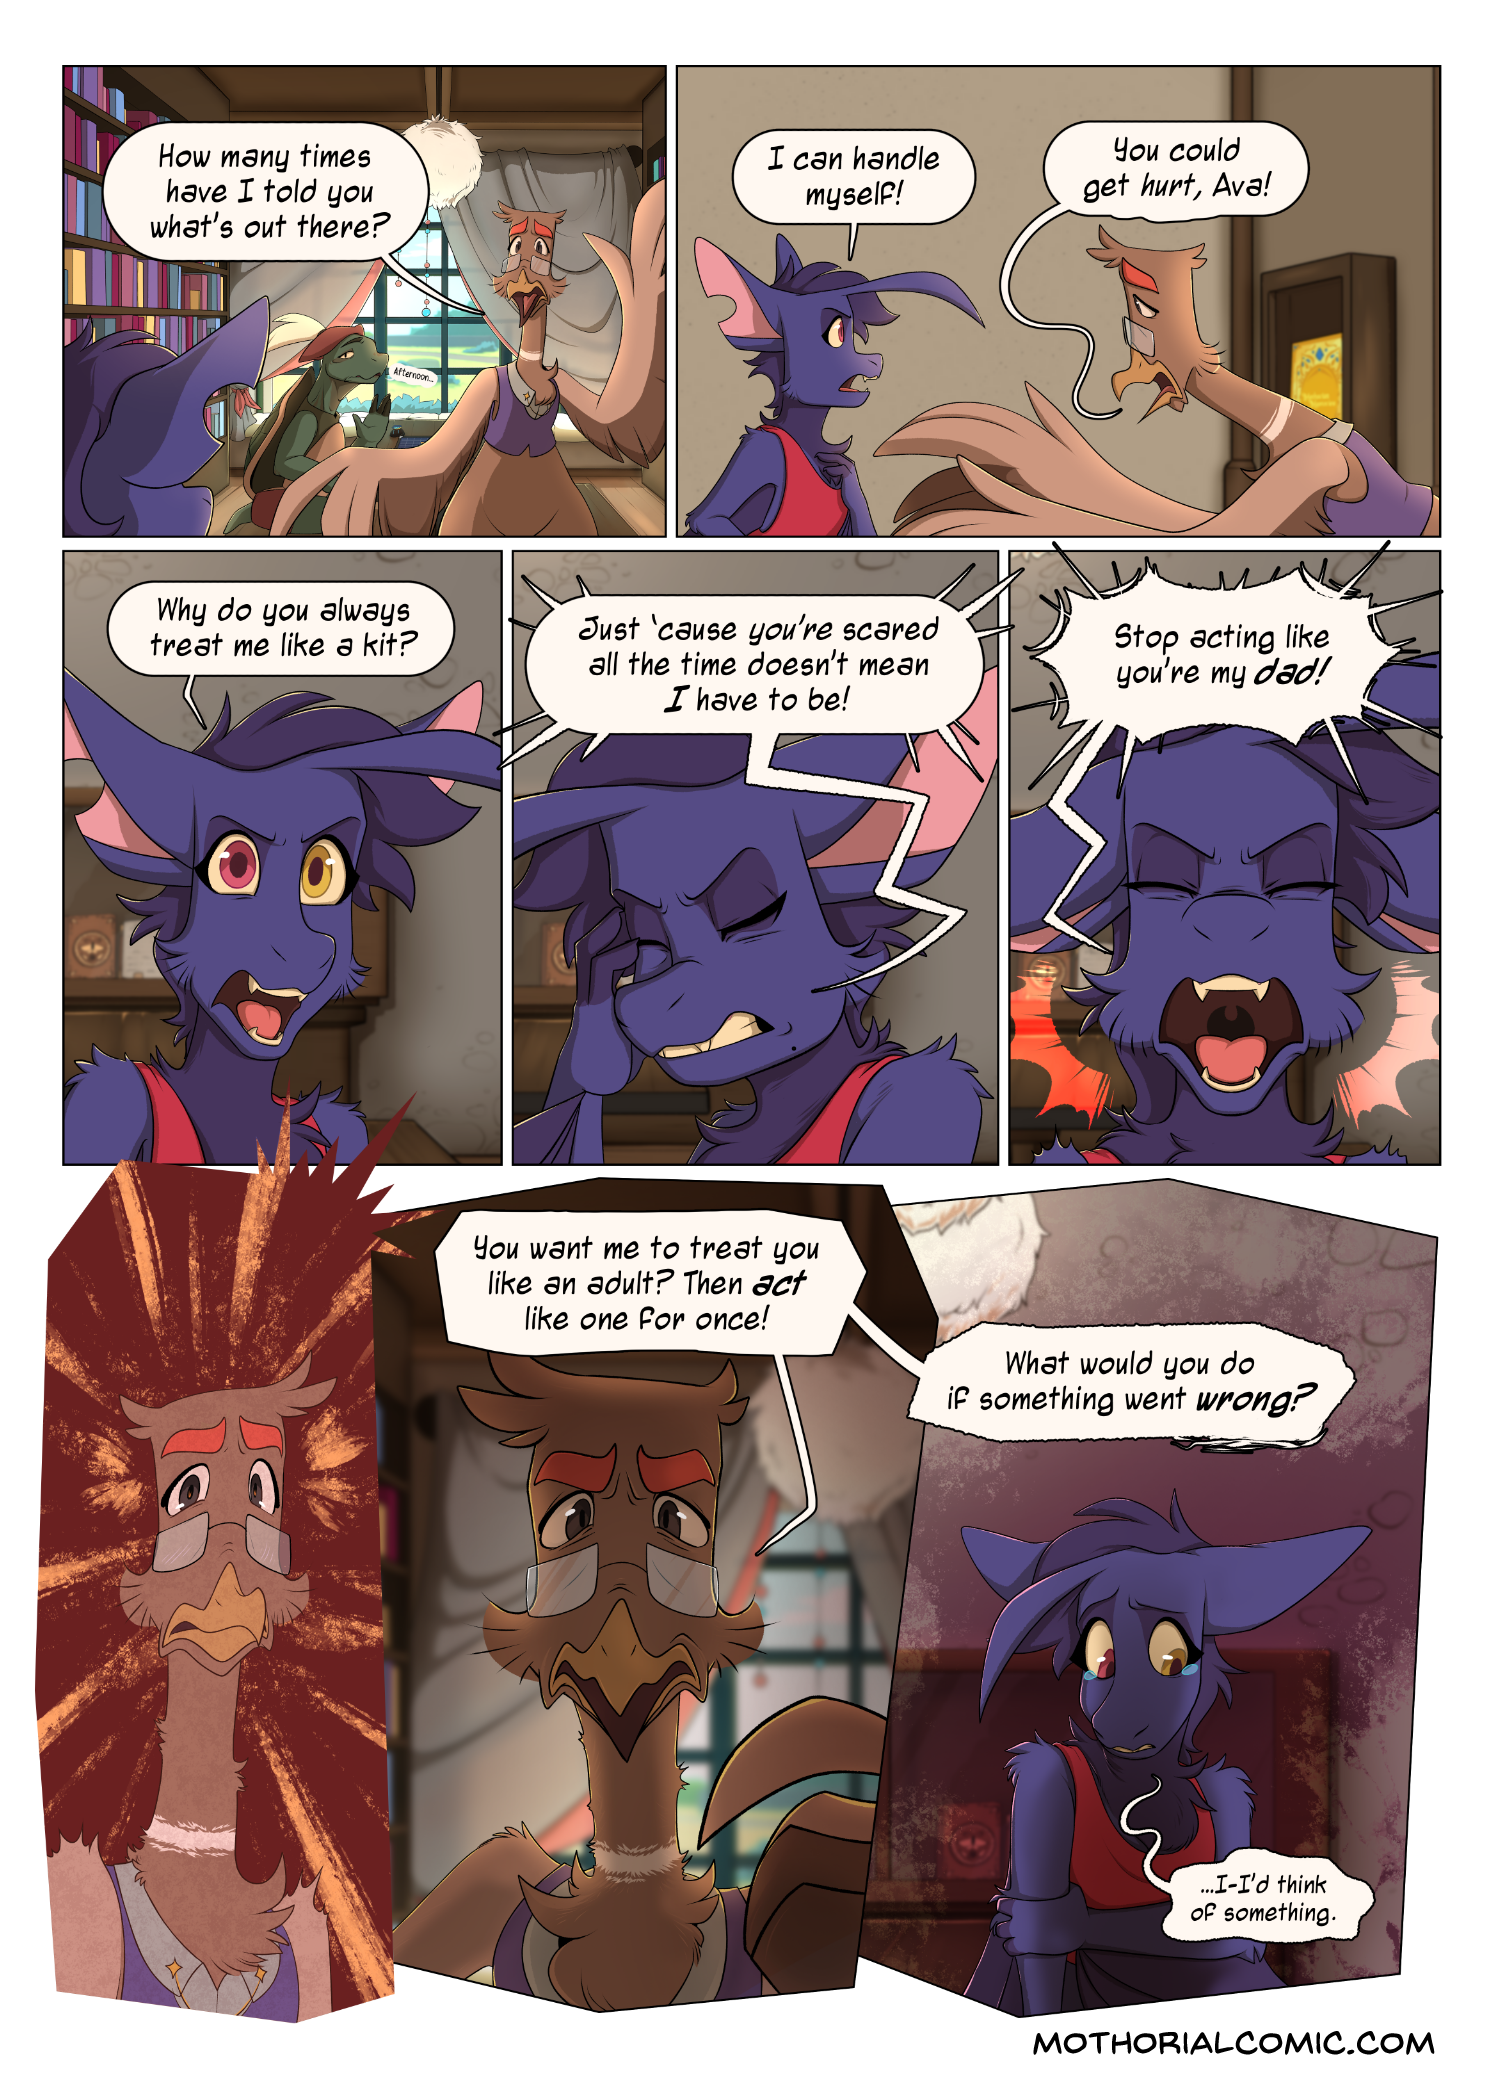 How many times
have I told you
what's out there?
Afternoon...
I can handle
myself!
You could
get hurt, Ava!
Why do you always
treat me like a kit?
Just 'cause you're scared
all the time doesn't mean
I have to be!
Stop acting like
you're my dad!
You want me to treat you
like an adult? Then act
like one for once!
What would you do
if something went wrong?
...I-I'd think
of something.
MOTHORIALCOMIC.COM